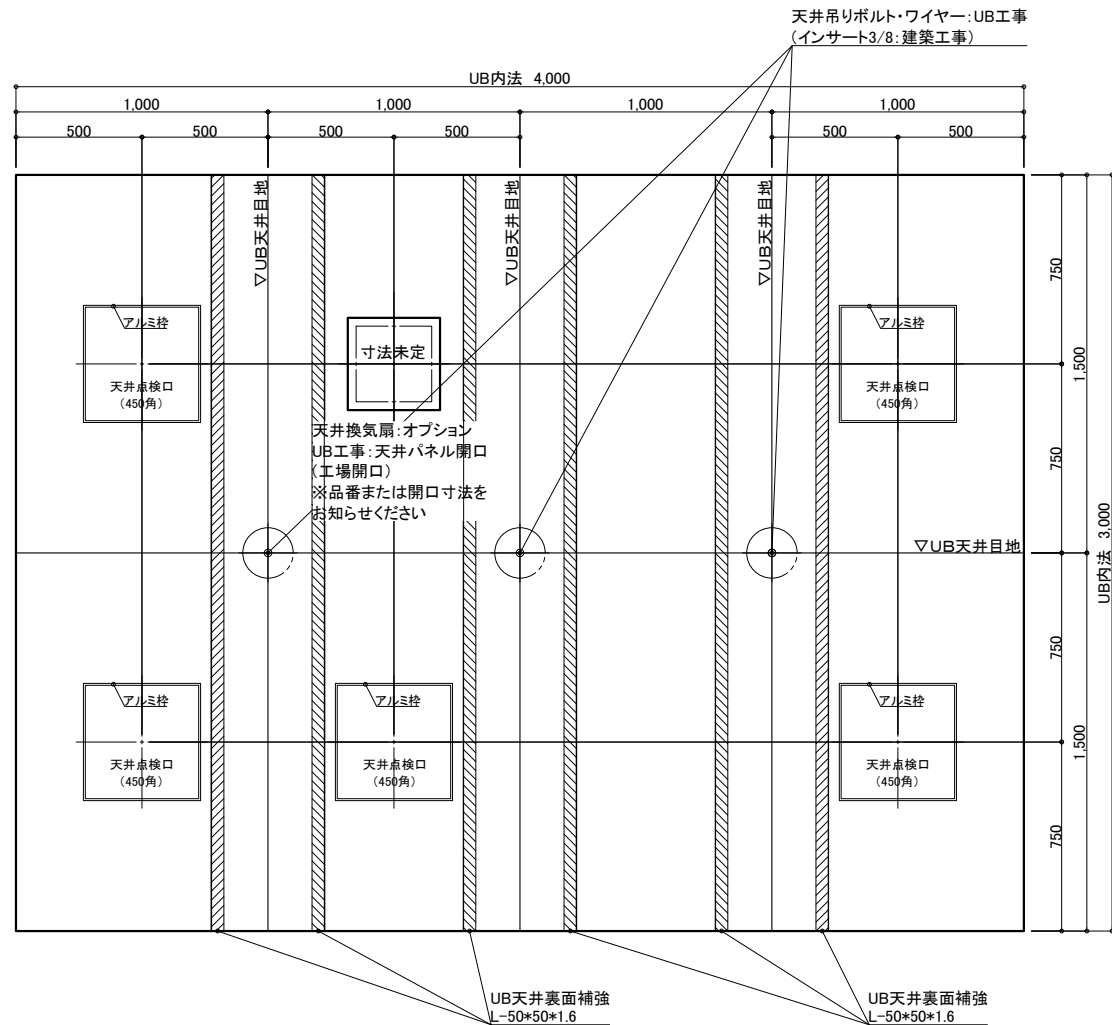 天井吊りボルト・ワイヤー:UB工事
(インサート3/8:建築工事)
UB内法 4,000
1,000
1,000
1,000
1,000
500
500
500
500
500
500
▽UB天井目地
▽UB天井目地
▽UB天井目地
750
アルミ枠
天井点検口
(450角)
寸法未定
アルミ枠
天井点検口
(450角)
1,500
天井換気扇:オプション
UB工事:天井パネル開口
(工場開口)
※品番または開口寸法を
お知らせください
750
▽UB天井目地
UB内法 3,000
750
アルミ枠
天井点検口
(450角)
アルミ枠
天井点検口
(450角)
アルミ枠
天井点検口
(450角)
1,500
750
UB天井裏面補強
L-50*50*1.6
UB天井裏面補強
L-50*50*1.6